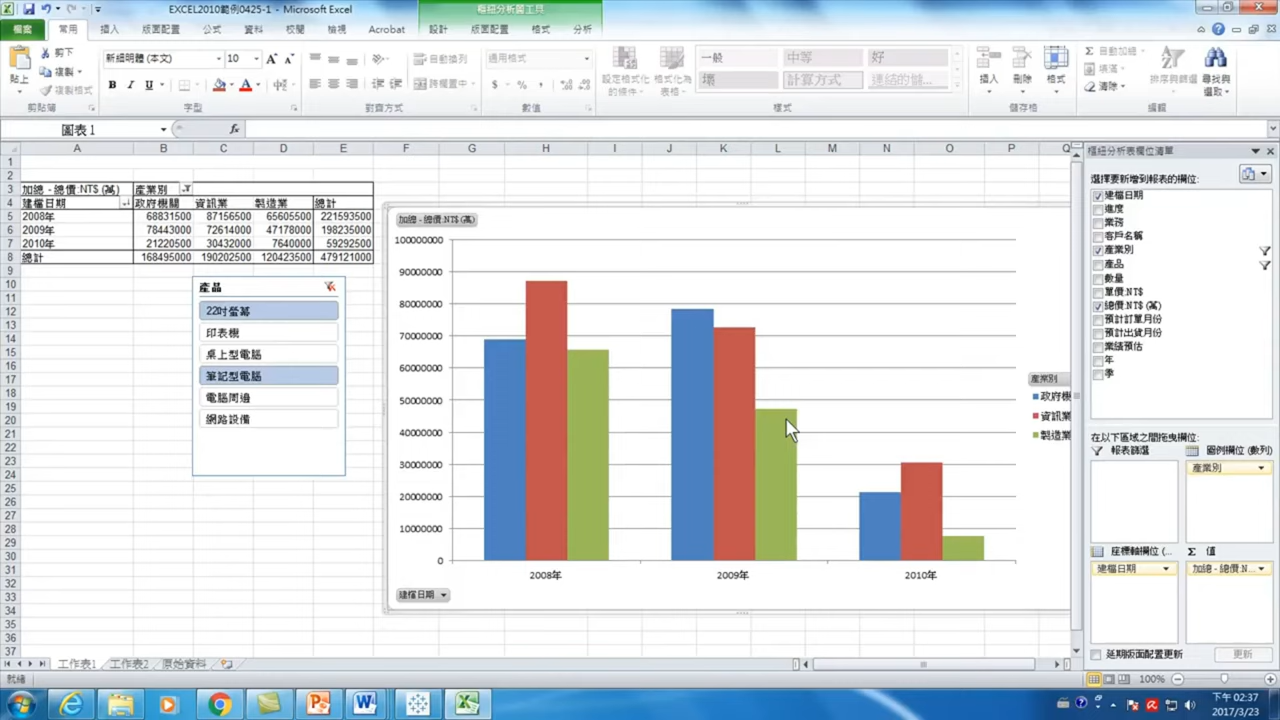 EXCEL2010範例0425-1 - Microsoft Excel
樞紐分析圖工具
檔案 常用 插入 版面配置 公式 資料 校閱 檢視 Acrobat 設計 版面配置 格式 分析
貼上
剪下
複製
複製格式
剪貼簿
新細明體 (本文) 10
B I U
字型
自動換列
跨欄置中
對齊方式
通用格式
數值
設定格式化的條件
格式化為表格
一般 中等 好
壞 計算方式 連結的儲...
樣式
插入 刪除 格式
儲存格
自動加總
填滿
清除
排序與篩選
尋找與選取
編輯
圖表 1
fx
A B C D E F G H I J K L M N O P Q
加總 - 總價:NT$ (萬) 產業別
建檔日期 政府機關 資訊業 製造業 總計
2008年 68831500 87156500 65605500 221593500
2009年 78443000 72614000 47178000 198235000
2010年 21220500 30432000 7640000 59292500
總計 168495000 190202500 120423500 479121000
產品
22吋螢幕
印表機
桌上型電腦
筆記型電腦
電腦周邊
網路設備
加總 - 總價:NT$ (萬)
100000000
90000000
80000000
70000000
60000000
50000000
40000000
30000000
20000000
10000000
0
2008年 2009年 2010年
建檔日期
產業別
政府機
資訊業
製造業
樞紐分析表欄位清單
選擇要新增到報表的欄位:
建檔日期
進度
業務
客戶名稱
產業別
產品
數量
單價:NT$
總價:NT$ (萬)
預計訂單月份
預計出貨月份
業績預估
年
季
在以下區域之間拖曳欄位:
報表篩選 圖例欄位 (數列)
產業別
座標軸欄位 (... Σ 值
建檔日期 加總 - 總價:N...
延期版面配置更新 更新
工作表1 工作表2 原始資料
就緒
100%
下午 02:37
2017/3/23